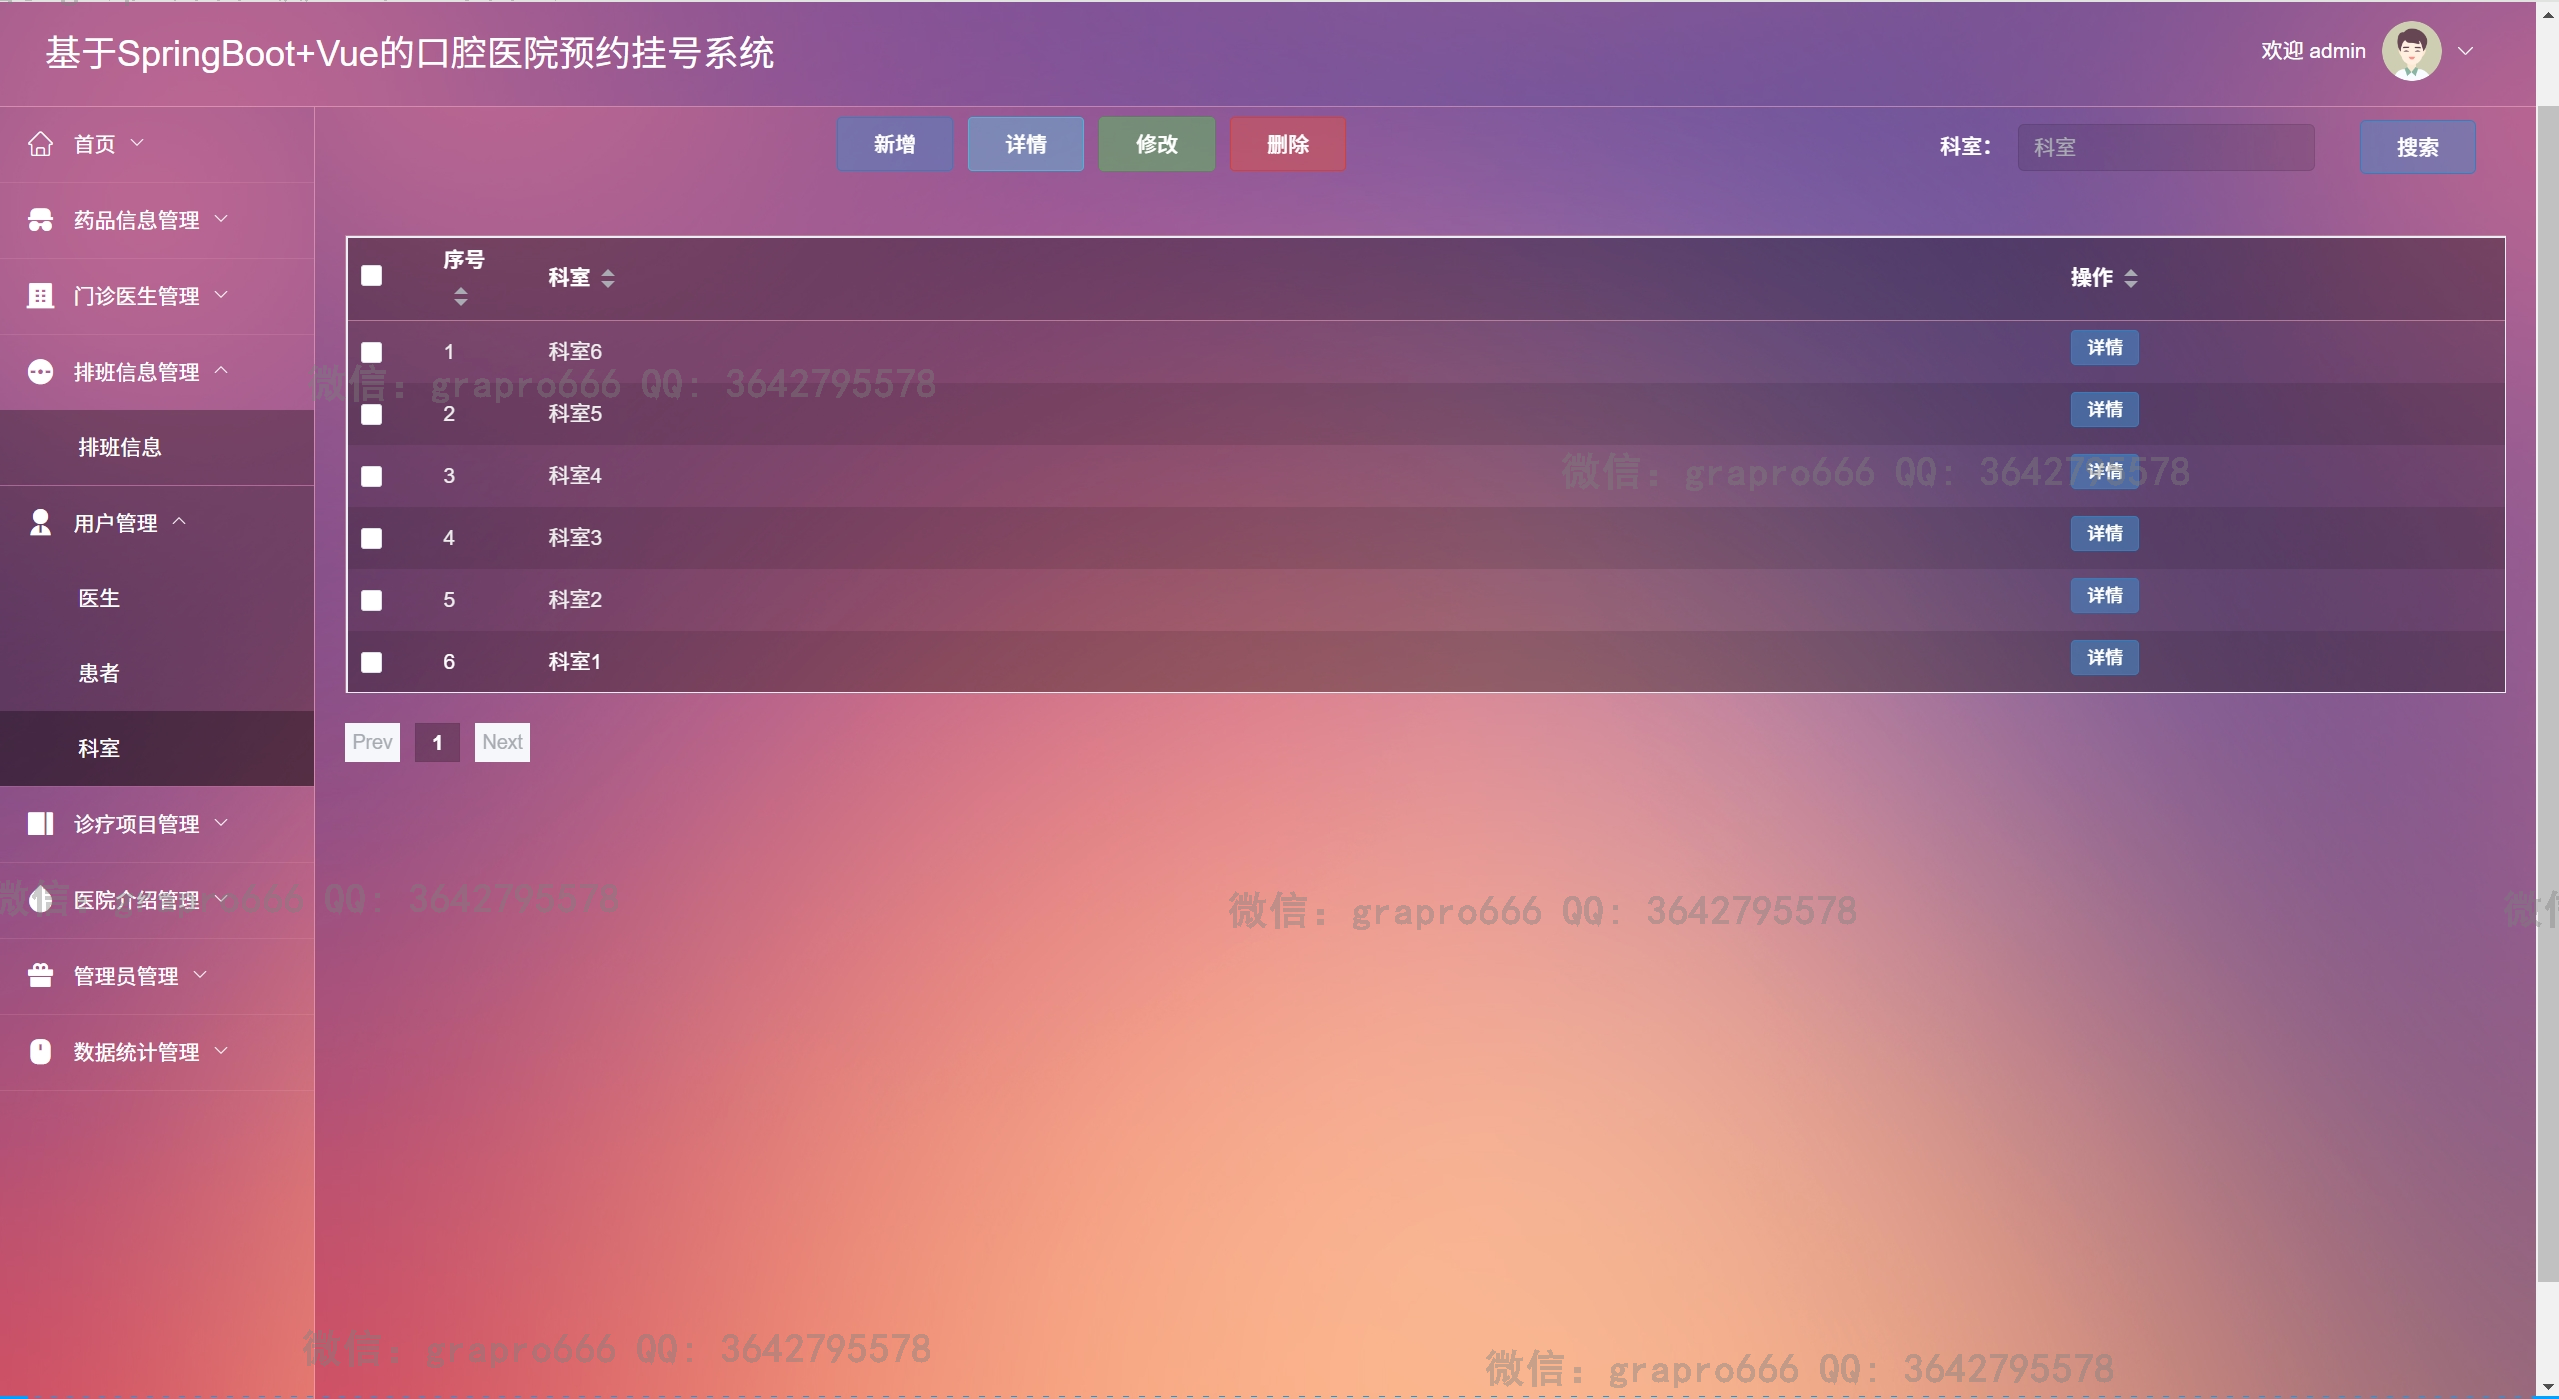 基于SpringBoot+Vue的口腔医院预约挂号系统
欢迎 admin
首页
药品信息管理
门诊医生管理
排班信息管理
排班信息
用户管理
医生
患者
科室
诊疗项目管理
医院介绍管理
管理员管理
数据统计管理
新增 详情 修改 删除
科室： 科室 搜索
序号 科室 操作
1 科室6 详情
2 科室5 详情
3 科室4 详情
4 科室3 详情
5 科室2 详情
6 科室1 详情
Prev 1 Next
微信：grapro666 QQ: 3642795578
微信：grapro666 QQ: 3642795578
微信：grapro666 QQ: 3642795578
微信：grapro666 QQ: 3642795578
微信：grapro666 QQ: 3642795578
微信：grapro666 QQ: 3642795578